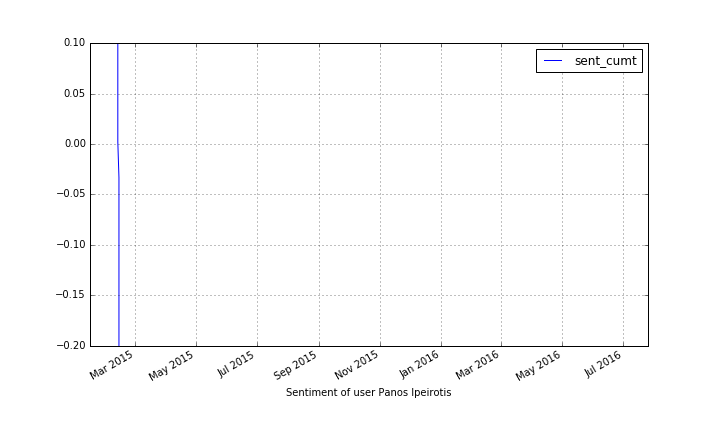 0.10
sent_cumt
0.05
0.00
−0.05
−0.10
−0.15
−0.20
Mar 2015
May 2015
Jul 2015
Sep 2015
Nov 2015
Jan 2016
Mar 2016
May 2016
Jul 2016
Sentiment of user Panos Ipeirotis